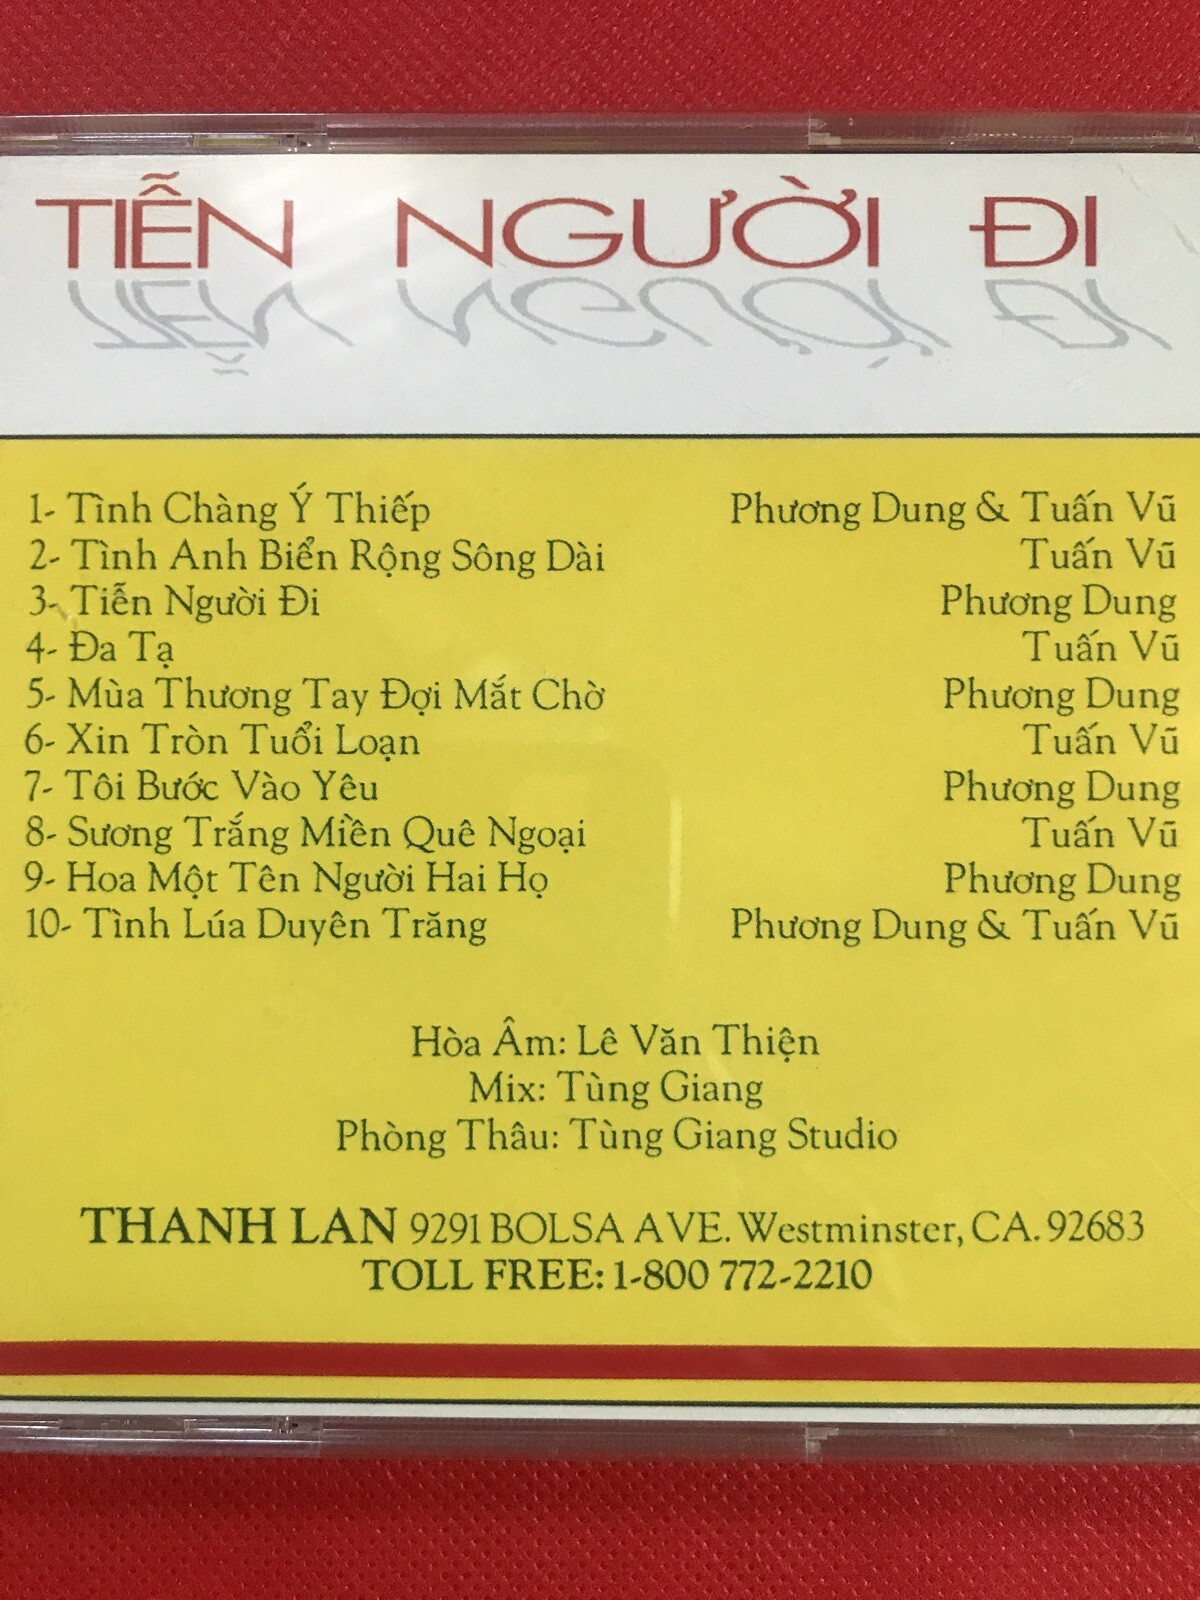 TIỄN NGƯỜI ĐI
1- Tình Chàng Ý Thiếp Phương Dung & Tuấn Vũ
2- Tình Anh Biển Rộng Sông Dài Tuấn Vũ
3- Tiễn Người Đi Phương Dung
4- Đa Tạ Tuấn Vũ
5- Mùa Thương Tay Đợi Mắt Chờ Phương Dung
6- Xin Tròn Tuổi Loạn Tuấn Vũ
7- Tôi Bước Vào Yêu Phương Dung
8- Sương Trắng Miền Quê Ngoại Tuấn Vũ
9- Hoa Một Tên Người Hai Họ Phương Dung
10- Tình Lúa Duyên Trăng Phương Dung & Tuấn Vũ
Hòa Âm: Lê Văn Thiện
Mix: Tùng Giang
Phòng Thâu: Tùng Giang Studio
THANH LAN 9291 BOLSA AVE. Westminster, CA. 92683
TOLL FREE: 1-800 772-2210